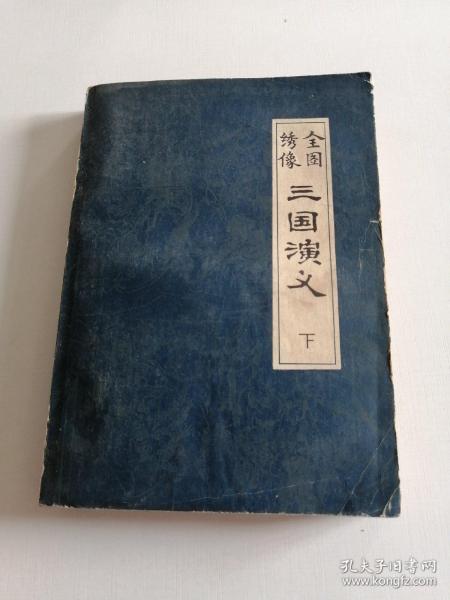 全图
绣像
三国演义
下
孔夫子旧书网
www.kongfz.com